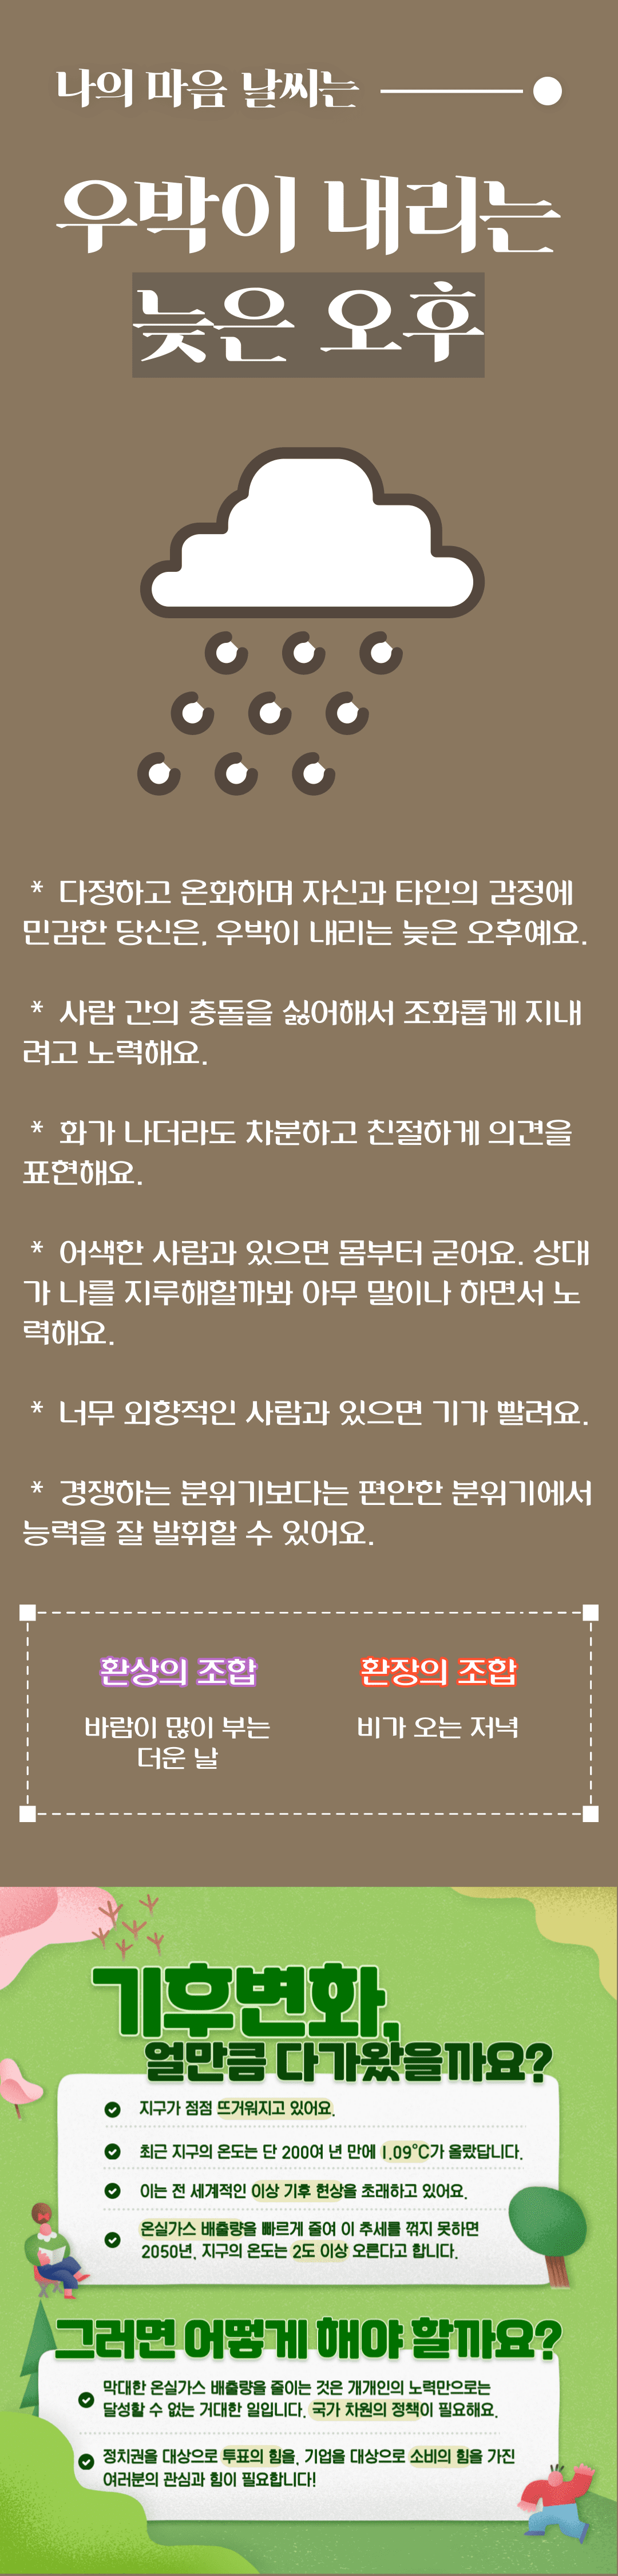 나의 마음 날씨는
우박이 내리는
늦은 오후
* 다정하고 온화하며 자신과 타인의 감정에
민감한 당신은, 우박이 내리는 늦은 오후예요.
* 사람 간의 충돌을 싫어해서 조화롭게 지내
려고 노력해요.
* 화가 나더라도 차분하고 친절하게 의견을
표현해요.
* 어색한 사람과 있으면 몸부터 굳어요. 상대
가 나를 지루해할까봐 아무 말이나 하면서 노
력해요.
* 너무 외향적인 사람과 있으면 기가 빨려요.
* 경쟁하는 분위기보다는 편안한 분위기에서
능력을 잘 발휘할 수 있어요.
환상의 조합
바람이 많이 부는
더운 날
환장의 조합
비가 오는 저녁
기후변화,
얼만큼 다가왔을까요?
지구가 점점 뜨거워지고 있어요.
최근 지구의 온도는 단 200여 년 만에 1.09°C가 올랐답니다.
이는 전 세계적인 이상 기후 현상을 초래하고 있어요.
온실가스 배출량을 빠르게 줄여 이 추세를 꺾지 못하면
2050년, 지구의 온도는 2도 이상 오른다고 합니다.
그러면 어떻게 해야 할까요?
막대한 온실가스 배출량을 줄이는 것은 개개인의 노력만으로는
달성할 수 없는 거대한 일입니다. 국가 차원의 정책이 필요해요.
정치권을 대상으로 투표의 힘을, 기업을 대상으로 소비의 힘을 가진
여러분의 관심과 힘이 필요합니다!